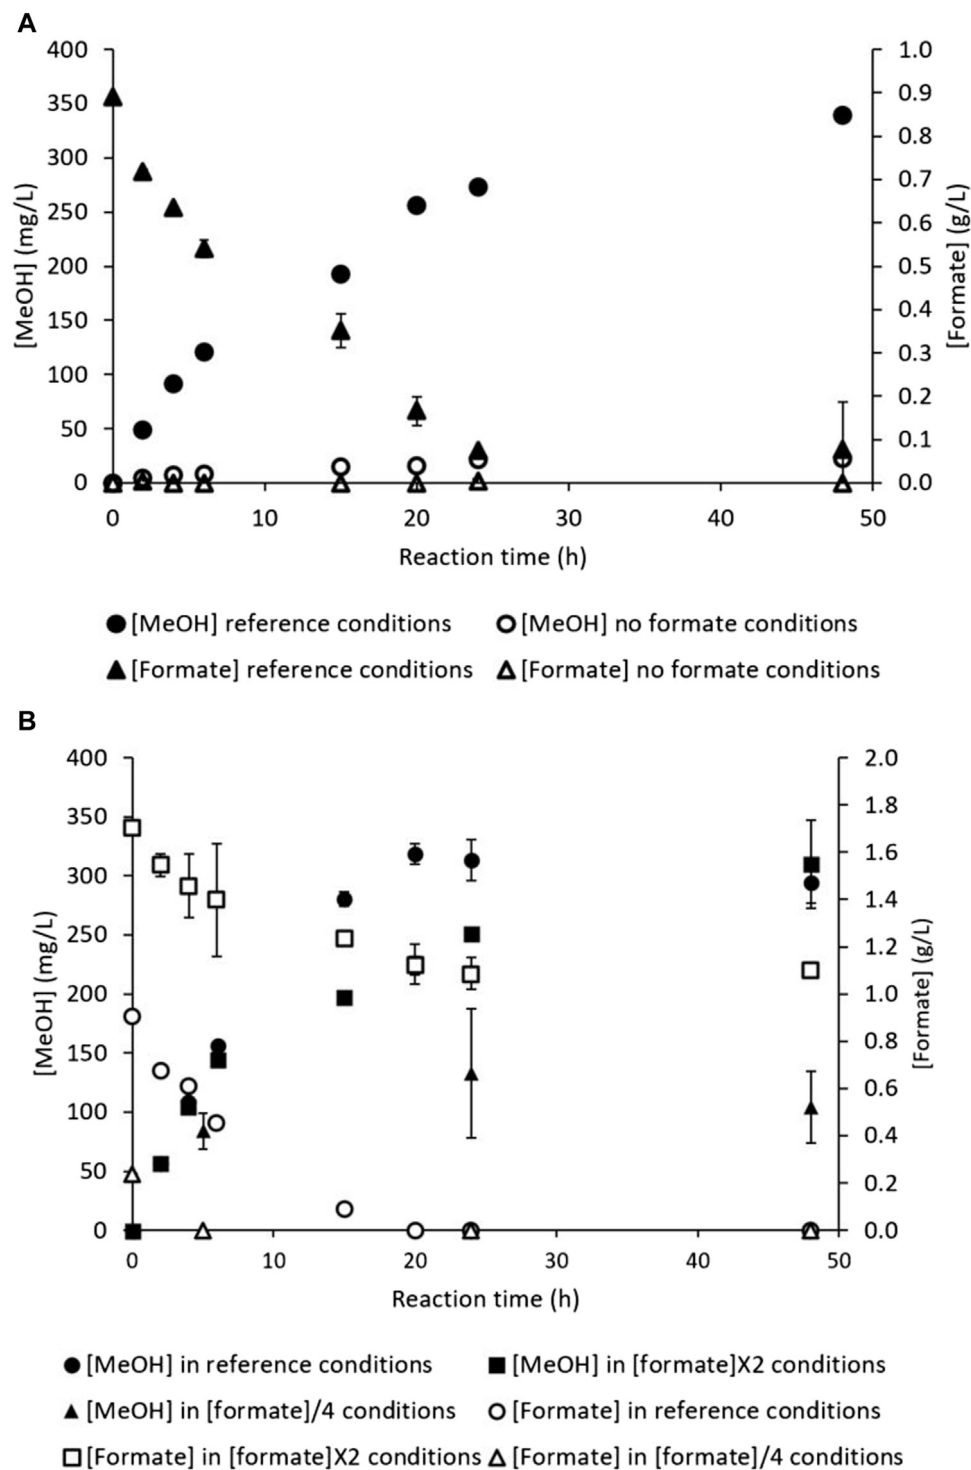 A
400 1.0
350 0.9
300 0.8
250 0.7
200 0.6
150 0.5
100 0.4
50 0.3
0 0.2
0.1
0.0
[MeOH] (mg/L)
[Formate] (g/L)
0 10 20 30 40 50
Reaction time (h)
[MeOH] reference conditions [MeOH] no formate conditions
[Formate] reference conditions [Formate] no formate conditions
B
400 2.0
350 1.8
300 1.6
250 1.4
200 1.2
150 1.0
100 0.8
50 0.6
0 0.4
0.2
0.0
[MeOH] (mg/L)
[Formate] (g/L)
0 10 20 30 40 50
Reaction time (h)
[MeOH] in reference conditions [MeOH] in [formate]X2 conditions
[MeOH] in [formate]/4 conditions [Formate] in reference conditions
[Formate] in [formate]X2 conditions [Formate] in [formate]/4 conditions